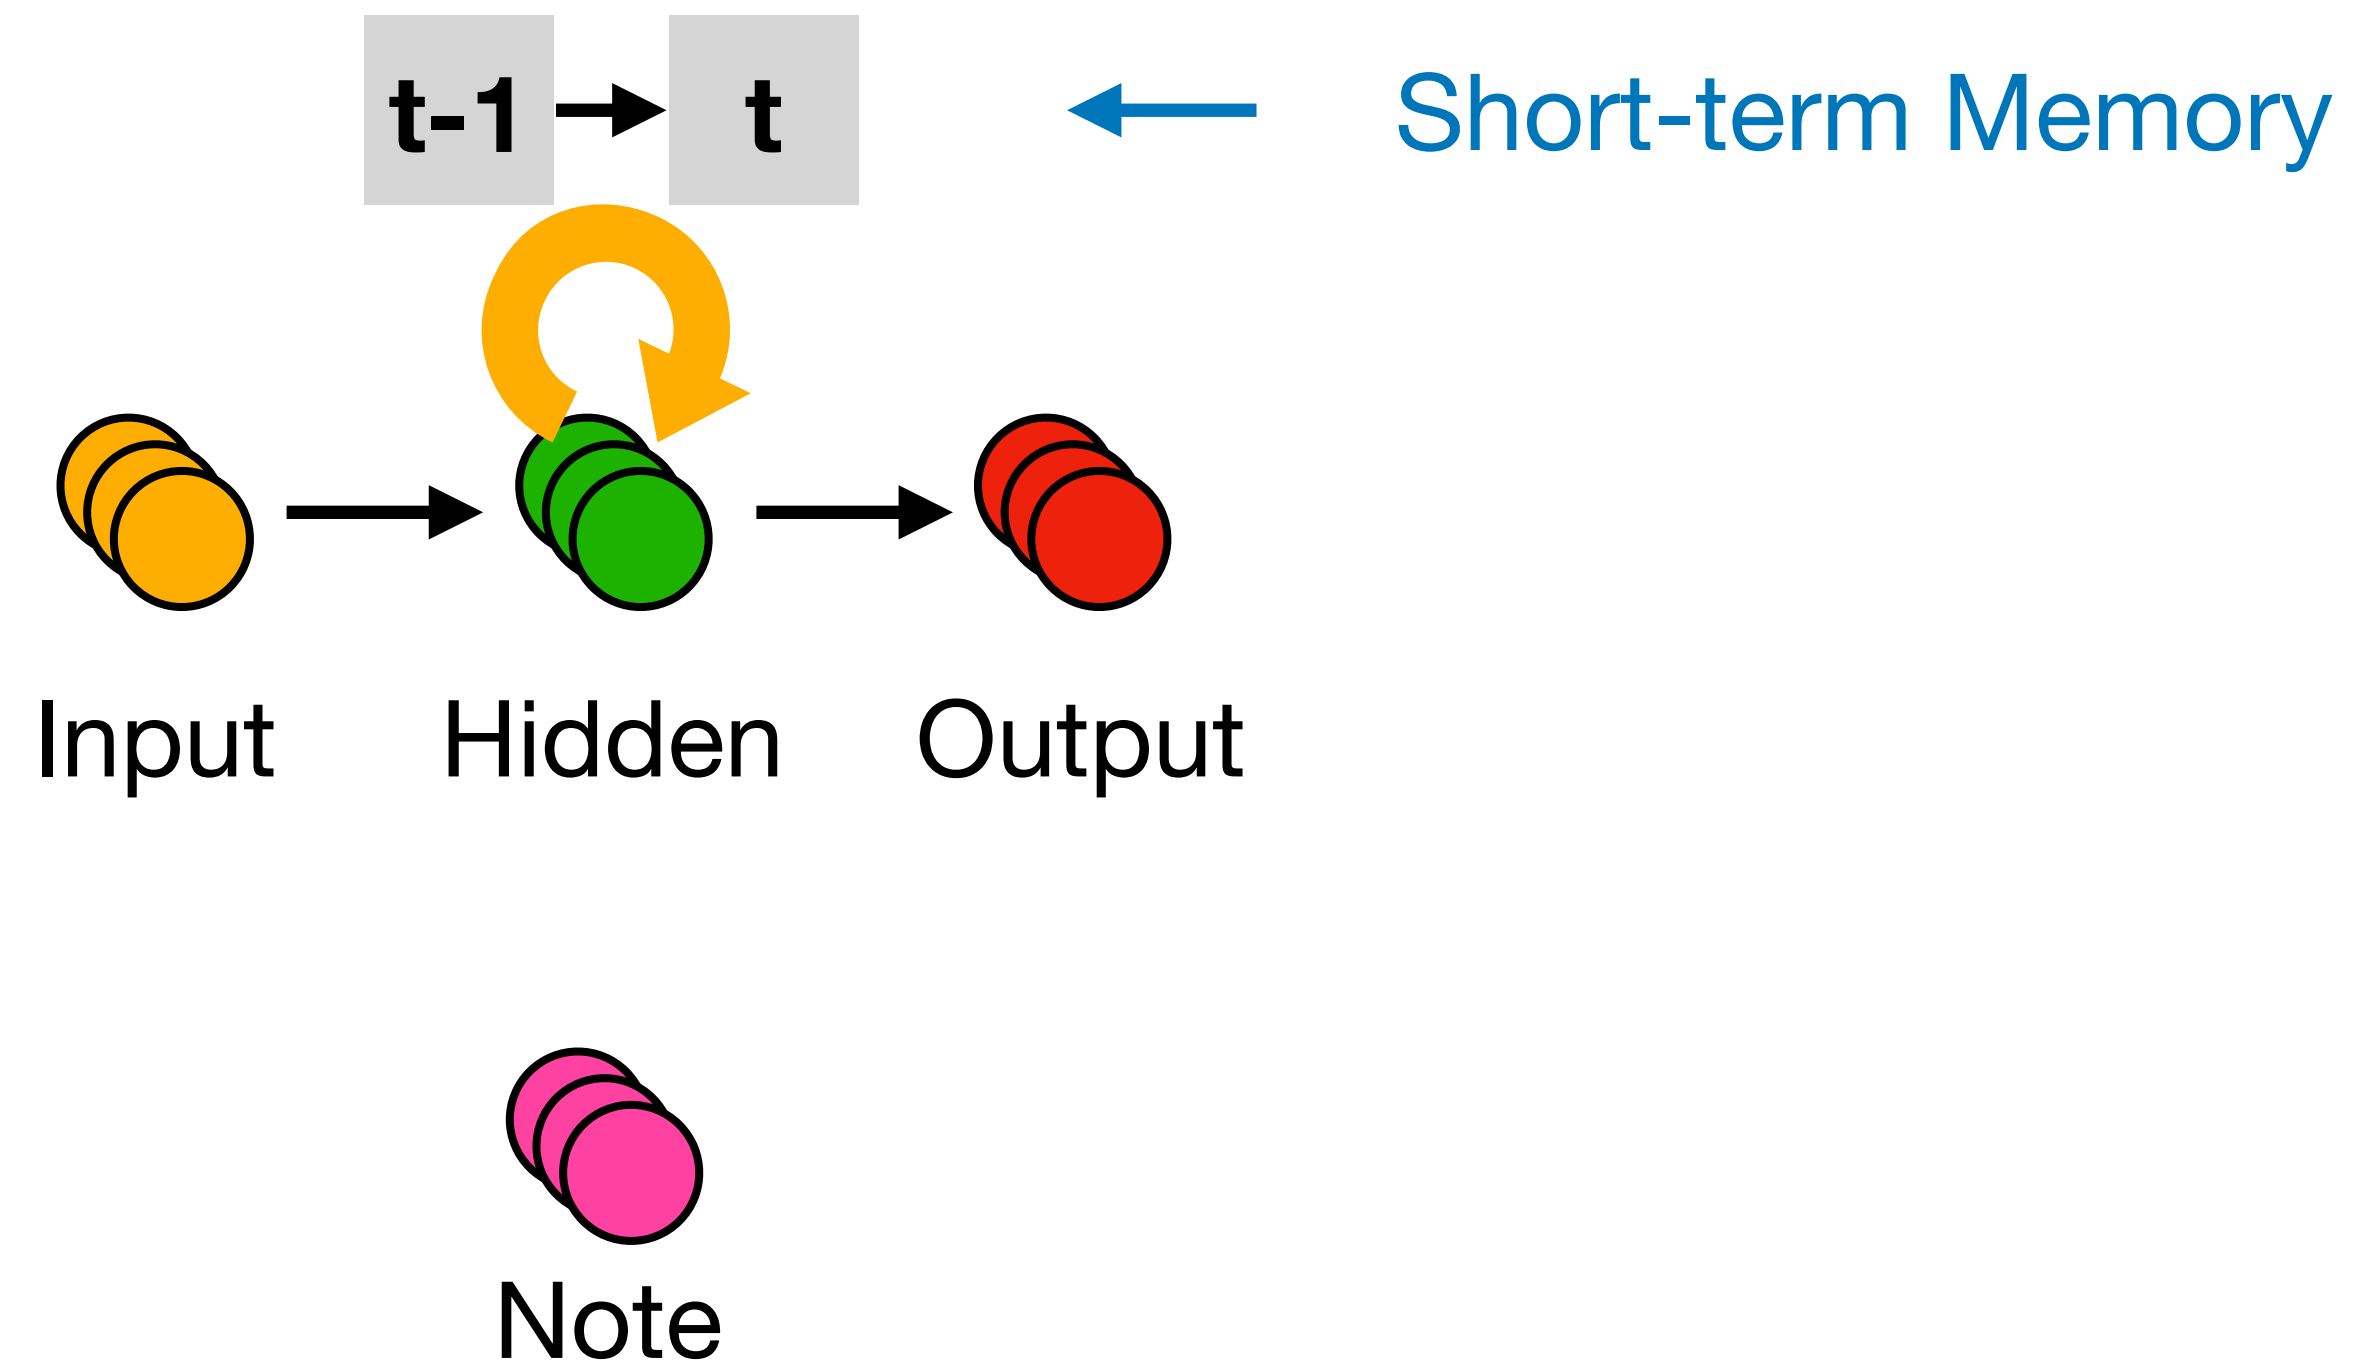 t-1
t
Short-term Memory
Input
Hidden
Output
Note